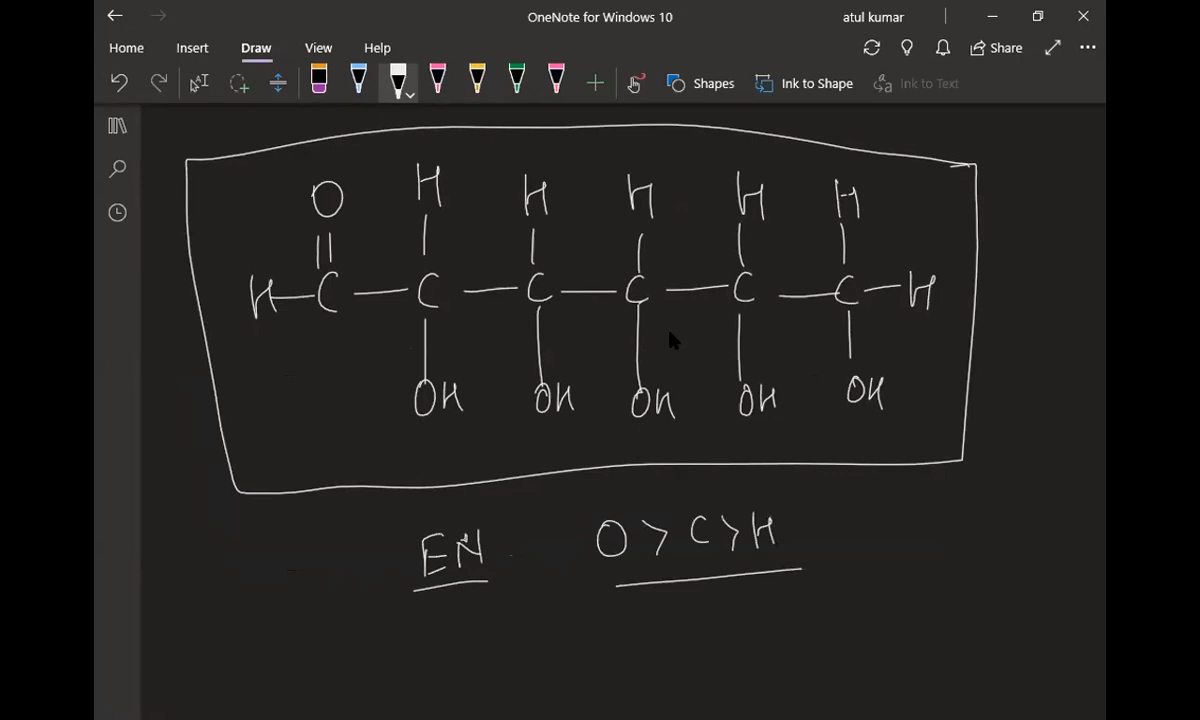 OneNote for Windows 10
atul kumar
Home Insert Draw View Help
Share
Shapes Ink to Shape Ink to Text
O H H H H H
H C C C C C C H
OH OH OH OH OH
EN O > C > H